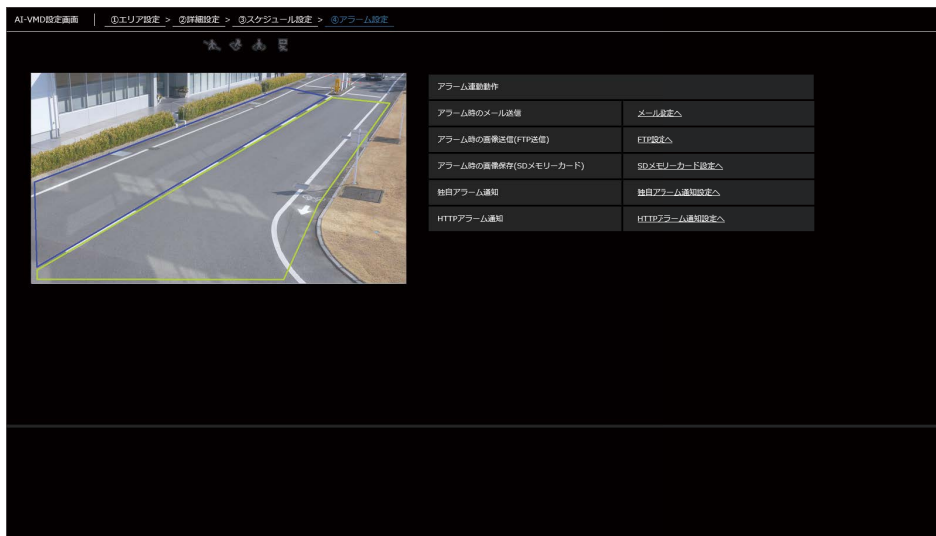 AI-VMD設定画面 | ①エリア設定 > ②詳細設定 > ③スケジュール設定 > ④アラーム設定
アラーム連動動作
アラーム時のメール送信 メール設定へ
アラーム時の画像送信(FTP送信) FTP設定へ
アラーム時の画像保存(SDメモリーカード) SDメモリーカード設定へ
独自アラーム通知 独自アラーム通知設定へ
HTTPアラーム通知 HTTPアラーム通知設定へ